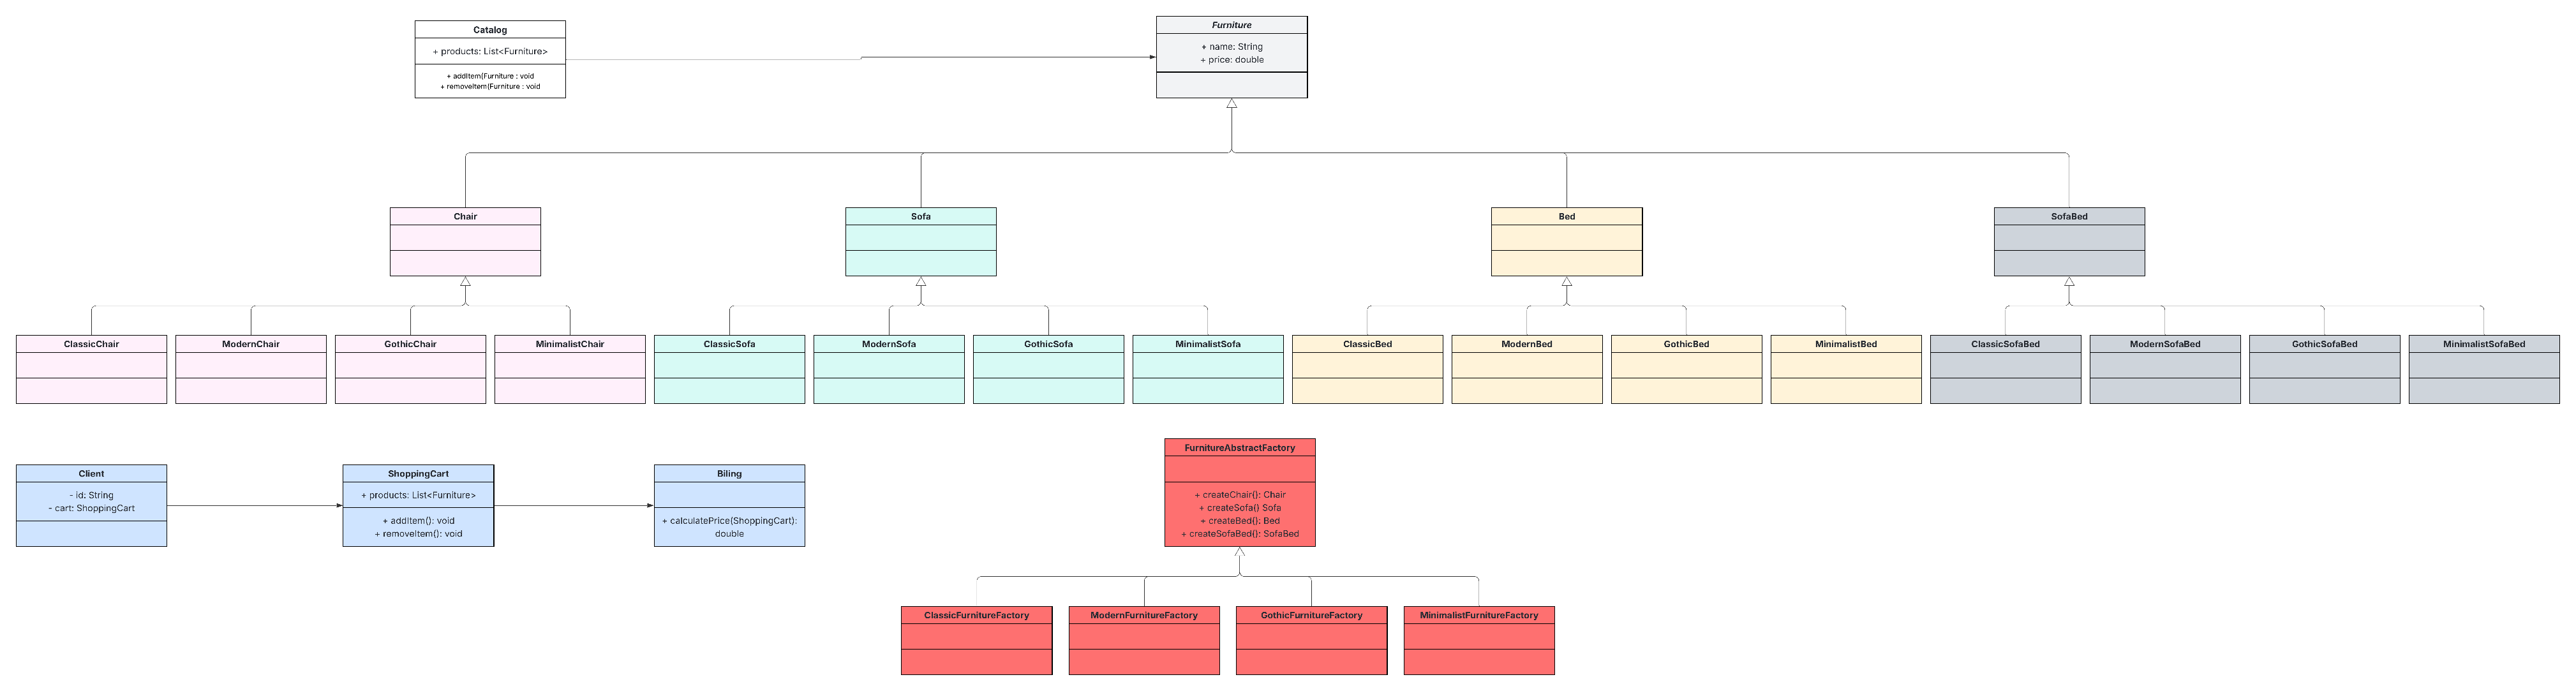 Catalog
+ products: List<Furniture>
+ addItem(Furniture : void
+ removeItem(Furniture : void
Furniture
+ name: String
+ price: double
Chair
Sofa
Bed
SofaBed
ClassicChair
ModernChair
GothicChair
MinimalistChair
ClassicSofa
ModernSofa
GothicSofa
MinimalistSofa
ClassicBed
ModernBed
GothicBed
MinimalistBed
ClassicSofaBed
ModernSofaBed
GothicSofaBed
MinimalistSofaBed
Client
- id: String
- cart: ShoppingCart
ShoppingCart
+ products: List<Furniture>
+ addItem(): void
+ removeItem(): void
Biling
+ calculatePrice(ShoppingCart):
double
FurnitureAbstractFactory
+ createChair(): Chair
+ createSofa() Sofa
+ createBed(): Bed
+ createSofaBed(): SofaBed
ClassicFurnitureFactory
ModernFurnitureFactory
GothicFurnitureFactory
MinimalistFurnitureFactory